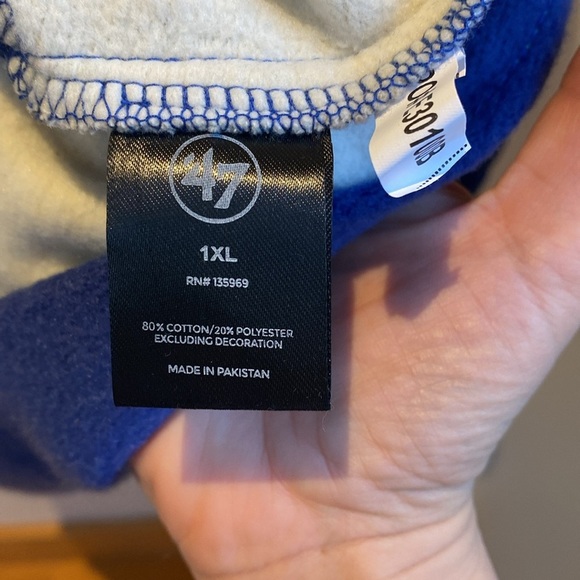 '47
1XL
RN# 135969
80% COTTON/20% POLYESTER
EXCLUDING DECORATION
MADE IN PAKISTAN